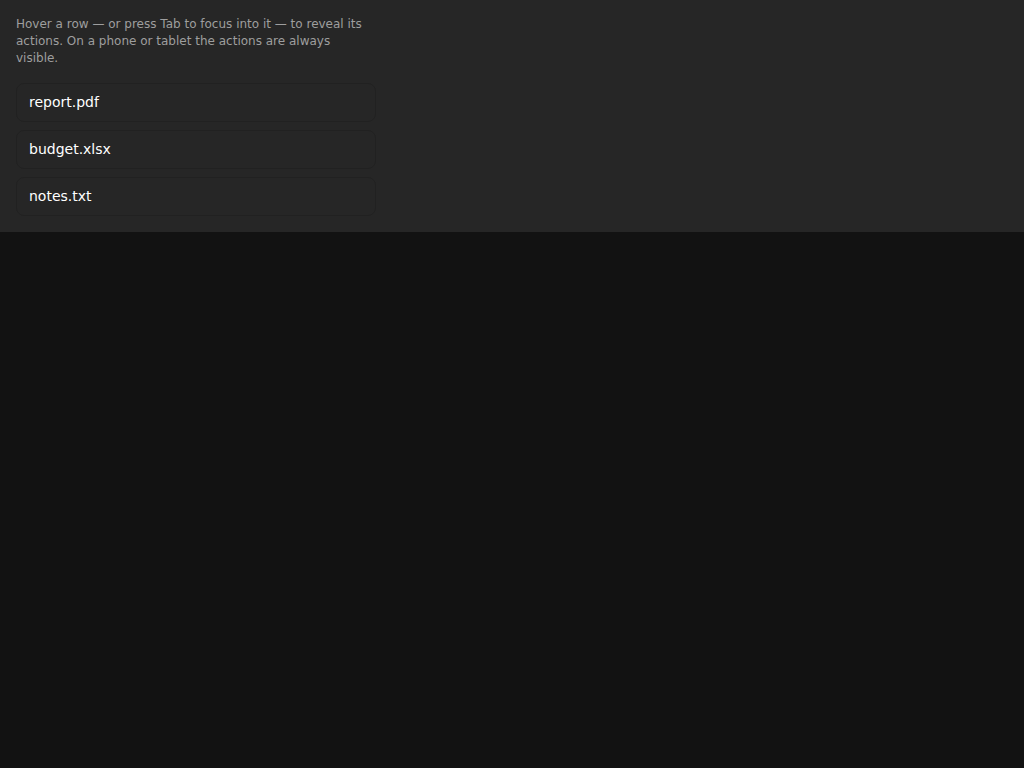 Hover a row — or press Tab to focus into it — to reveal its
actions. On a phone or tablet the actions are always
visible.
report.pdf
budget.xlsx
notes.txt